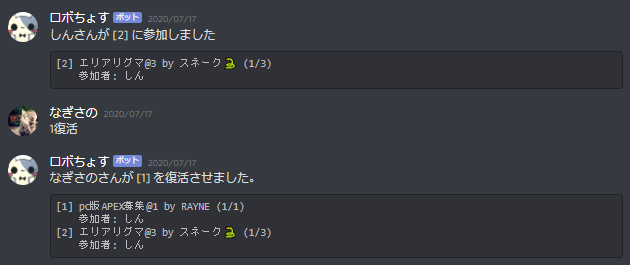 ロボちょす ボット 2020/07/17
しんさんが [2] に参加しました
[2] エリアリグマ@3 by スネーク🐍 (1/3)
参加者: しん
なぎさの 2020/07/17
1復活
ロボちょす ボット 2020/07/17
なぎさのさんが [1] を復活させました。
[1] pc版APEX募集@1 by RAYNE (1/1)
参加者: しん
[2] エリアリグマ@3 by スネーク🐍 (1/3)
参加者: しん